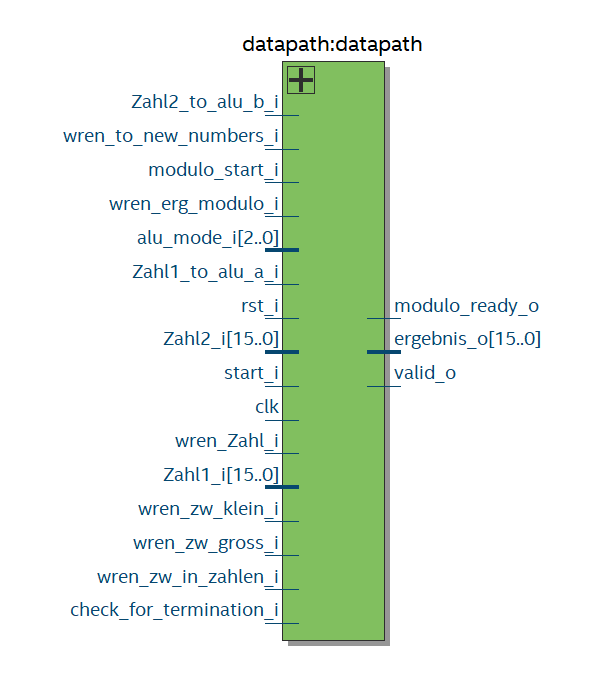 datapath:datapath
Zahl2_to_alu_b_i
wren_to_new_numbers_i
modulo_start_i
wren_erg_modulo_i
alu_mode_i[2..0]
Zahl1_to_alu_a_i
rst_i
modulo_ready_o
Zahl2_i[15..0]
ergebnis_o[15..0]
start_i
valid_o
clk
wren_Zahl_i
Zahl1_i[15..0]
wren_zw_klein_i
wren_zw_gross_i
wren_zw_in_zahlen_i
check_for_termination_i